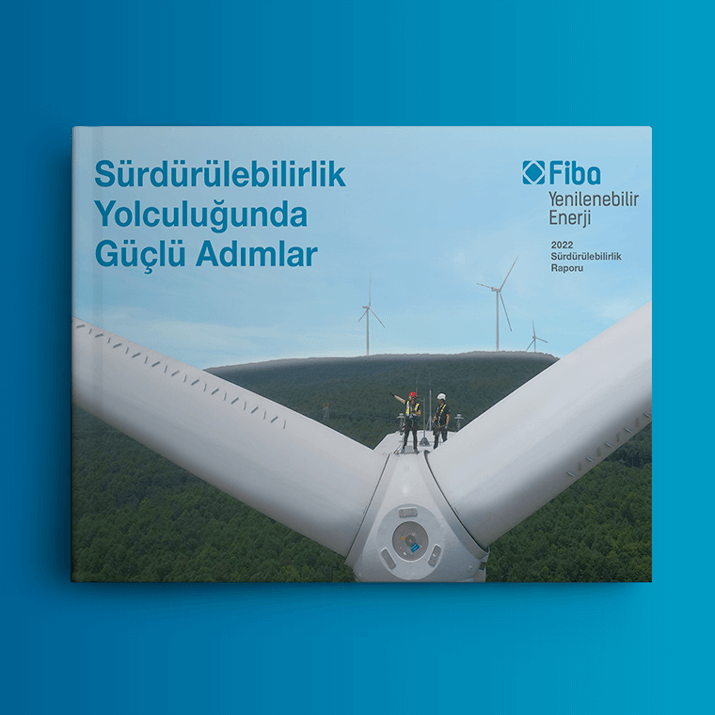 Sürdürülebilirlik
Yolculuğunda
Güçlü Adımlar
Fiba
Yenilenebilir
Enerji
2022
Sürdürülebilirlik
Raporu